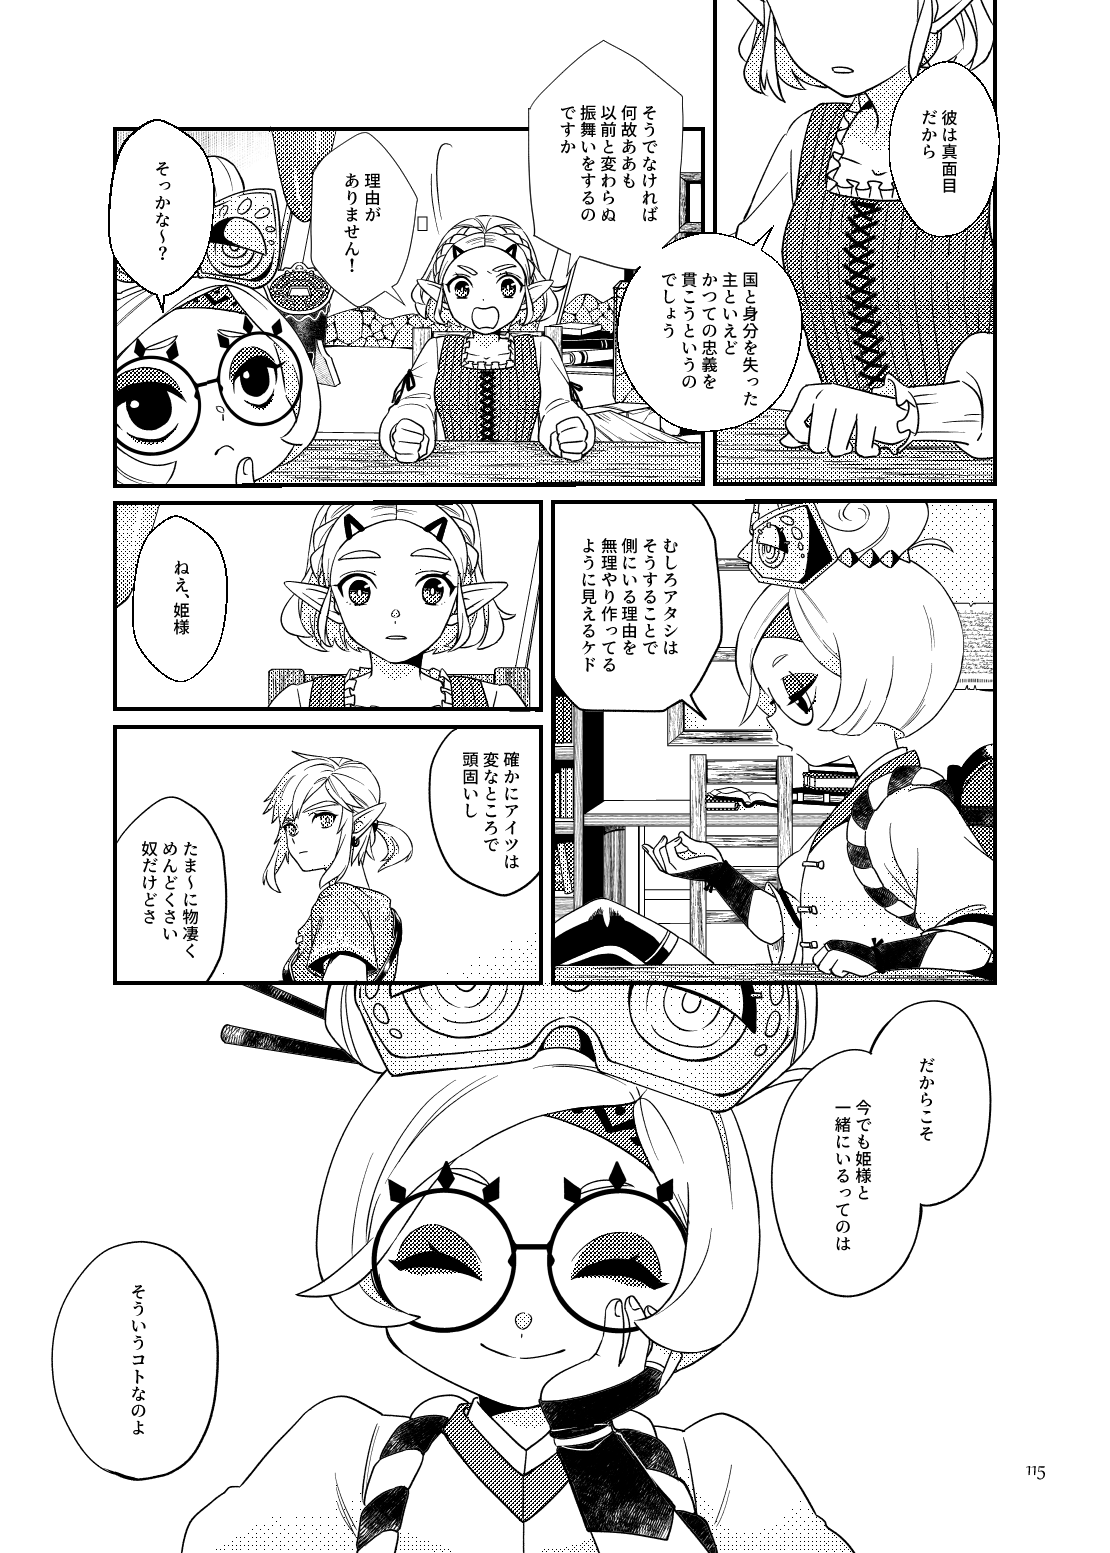 彼は真面目
だから
国と身分を失った
主といえど
かつての忠義を
貫こうというの
でしょう
そうでなければ
何故ああも
以前と変わらぬ
振舞いをするの
ですか
理由が
ありません！
そっかな〜？
むしろアタシは
そうすることで
側にいる理由を
無理やり作ってる
ように見えるケド
ねえ、姫様
確かにアイツは
変なところで
頭固いし
たま〜に物凄く
めんどくさい
奴だけどさ
だからこそ
今でも姫様と
一緒にいるってのは
そういうコトなのよ
115